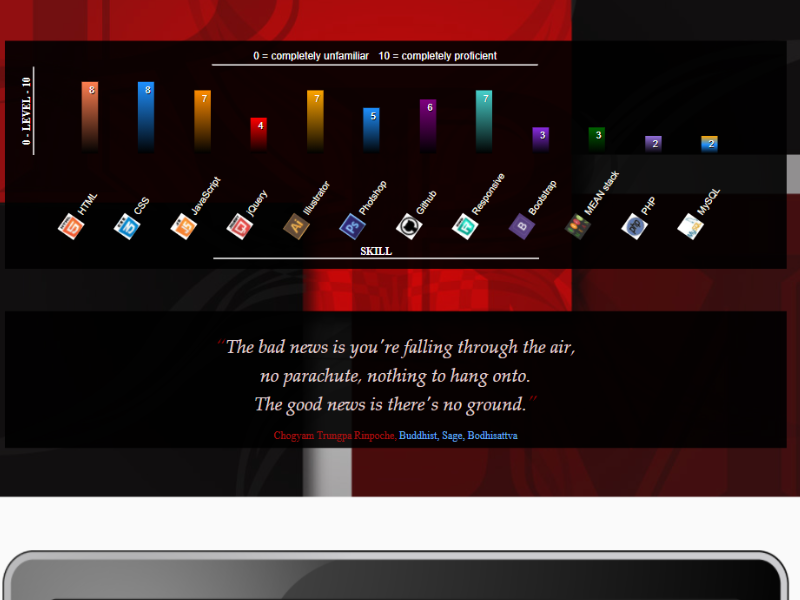 0 = completely unfamiliar 10 = completely proficient
0 - LEVEL - 10
8 8 7 4 7 5 6 7 3 3 2 2
HTML CSS JavaScript jQuery Illustrator Photshop Github Responsive Bootstrap MEAN stack PHP MySQL
SKILL
"The bad news is you're falling through the air,
no parachute, nothing to hang onto.
The good news is there's no ground."
Chogyam Trungpa Rinpoche, Buddhist, Sage, Bodhisattva